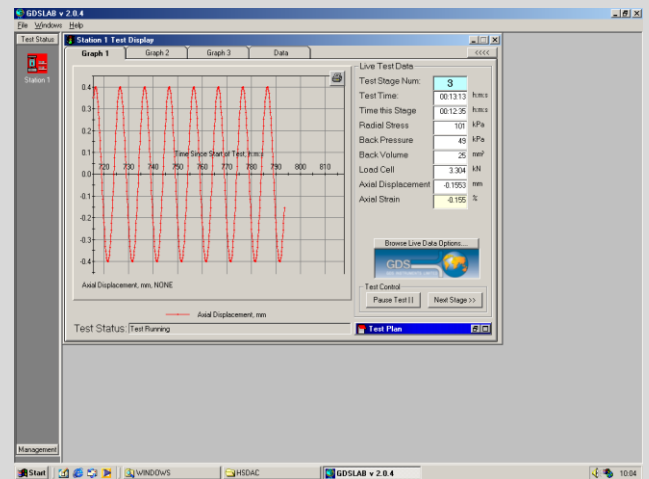 GDSLAB v 2.0.4
File Windows Help
Test Status
Station 1
Station 1 Test Display
Graph 1 Graph 2 Graph 3 Data <<<<
0.4
0.3
0.2
0.1
0.0
-0.1
-0.2
-0.3
-0.4
Time Since Start of Test, h:m:s
720 730 740 750 760 770 780 790 800 810
Axial Displacement, mm, NONE
Axial Displacement, mm
Live Test Data
Test Stage Num: 3
Test Time: 00:13:13 h:m:s
Time this Stage 00:12:35 h:m:s
Radial Stress 101 kPa
Back Pressure 49 kPa
Back Volume 25 mm³
Load Cell 3.304 kN
Axial Displacement -0.1553 mm
Axial Strain -0.155 %
Browse Live Data Options...
GDS
Test Control
Pause Test || Next Stage >>
Test Status: Test Running
Test Plan
Management
Start WINDOWS HSDAC GDSLAB v 2.0.4 10:04